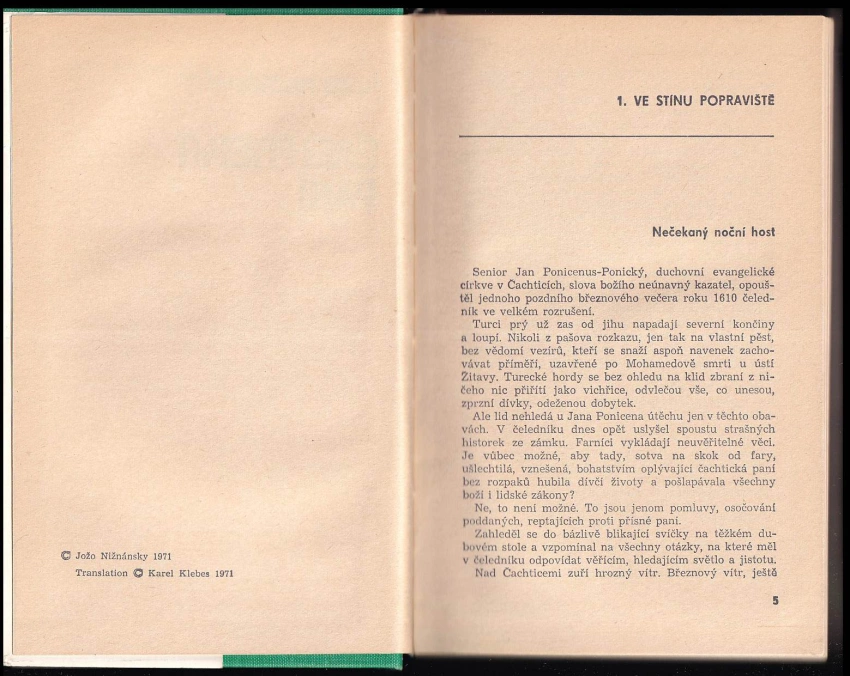 © Jožo Nižnánsky 1971
Translation © Karel Klebes 1971
1. VE STÍNU POPRAVIŠTĚ
Nečekaný noční host
Senior Jan Ponicenus-Ponický, duchovní evangelické
církve v Čachticích, slova božího neúnavný kazatel, opouš-
těl jednoho pozdního březnového večera roku 1610 čeled-
ník ve velkém rozrušení.
Turci prý už zas od jihu napadají severní končiny
a loupí. Nikoli z pašova rozkazu, jen tak na vlastní pěst,
bez vědomí vezírů, kteří se snaží aspoň navenek zacho-
vávat příměří, uzavřené po Mohamedově smrti u ústí
Žitavy. Turecké hordy se bez ohledu na klid zbraní z ni-
čeho nic přiřítí jako vichřice, odvlečou vše, co unesou,
zprzní dívky, odeženou dobytek.
Ale lid nehledá u Jana Ponicena útěchu jen v těchto oba-
vách. V čeledníku dnes opět uslyšel spoustu strašných
historek ze zámku. Farníci vykládají neuvěřitelné věci.
Je vůbec možné, aby tady, sotva na skok od fary,
ušlechtilá, vznešená, bohatstvím oplývající čachtická paní
bez rozpaků hubila dívčí životy a pošlapávala všechny
boží i lidské zákony?
Ne, to není možné. To jsou jenom pomluvy, osočování
poddaných, reptajících proti přísné paní.
Zahleděl se do bázlivě blikající svíčky na těžkém du-
bovém stole a vzpomínal na všechny otázky, na které měl
v čeledníku odpovídat věřícím, hledajícím světlo a jistotu.
Nad Čachticemi zuří hrozný vítr. Březnový vítr, ještě
5